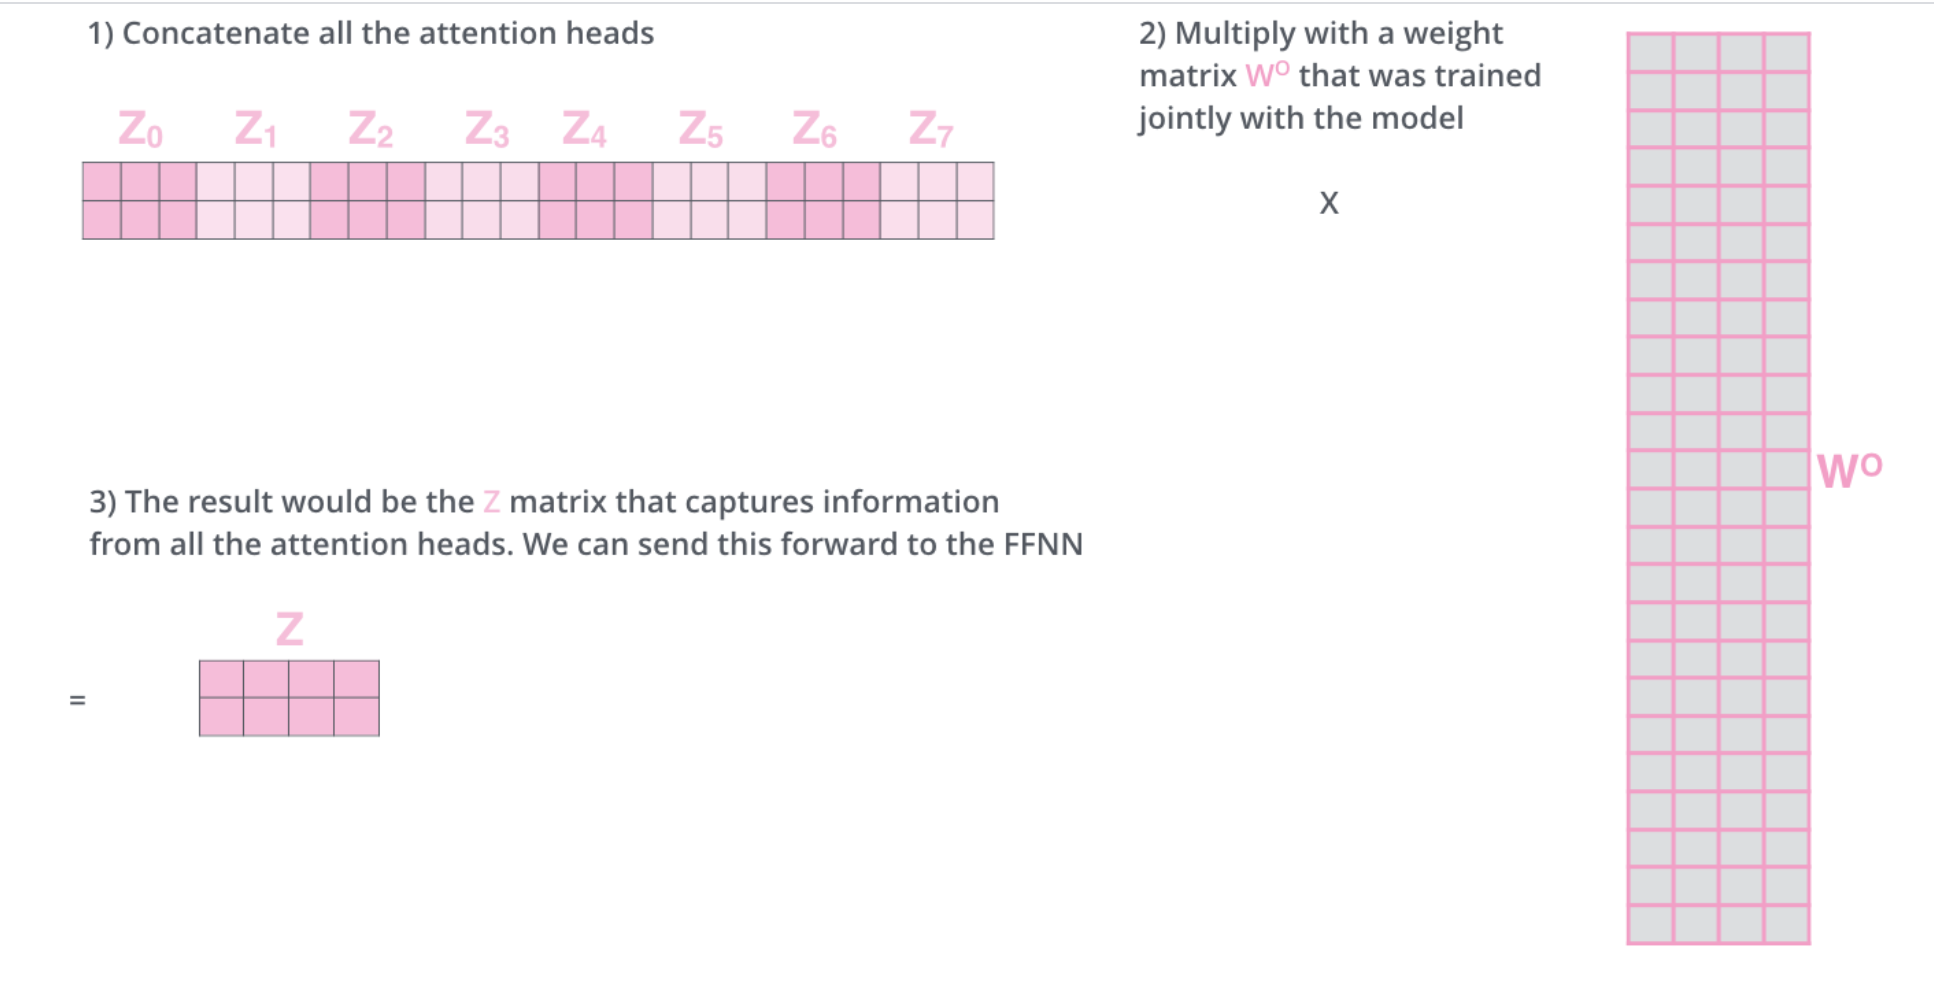 1) Concatenate all the attention heads
Z0 Z1 Z2 Z3 Z4 Z5 Z6 Z7
2) Multiply with a weight
matrix WO that was trained
jointly with the model
X
WO
3) The result would be the Z matrix that captures information
from all the attention heads. We can send this forward to the FFNN
Z
=